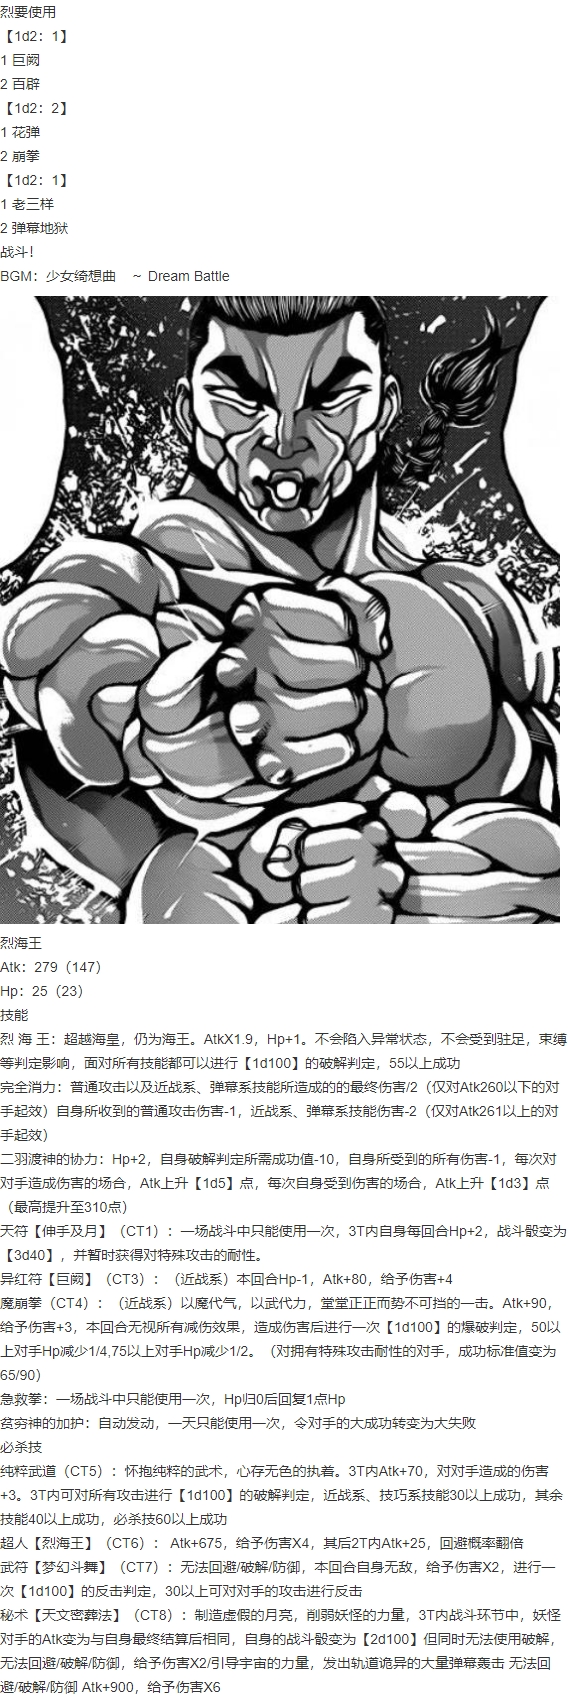 烈要使用
【1d2：1】
1 巨阙
2 百辟
【1d2：2】
1 花弹
2 崩拳
【1d2：1】
1 老三样
2 弹幕地狱
战斗！
BGM：少女绮想曲　~ Dream Battle
烈海王
Atk：279（147）
Hp：25（23）
技能
烈 海 王：超越海皇，仍为海王。AtkX1.9，Hp+1。不会陷入异常状态，不会受到驻足，束缚
等判定影响，面对所有技能都可以进行【1d100】的破解判定，55以上成功
完全消力：普通攻击以及近战系、弹幕系技能所造成的的最终伤害/2（仅对Atk260以下的对
手起效）自身所收到的普通攻击伤害-1，近战系、弹幕系技能伤害-2（仅对Atk261以上的对
手起效）
二羽渡神的协力：Hp+2，自身破解判定所需成功值-10，自身所受到的所有伤害-1，每次对
对手造成伤害的场合，Atk上升【1d5】点，每次自身受到伤害的场合，Atk上升【1d3】点
（最高提升至310点）
天符【伸手及月】（CT1）：一场战斗中只能使用一次，3T内自身每回合Hp+2，战斗骰变为
【3d40】，并暂时获得对特殊攻击的耐性。
异红符【巨阙】（CT3）：（近战系）本回合Hp-1，Atk+80，给予伤害+4
魔崩拳（CT4）：（近战系）以魔代气，以武代力，堂堂正正而势不可挡的一击。Atk+90，
给予伤害+3，本回合无视所有减伤效果，造成伤害后进行一次【1d100】的爆破判定，50以
上对手Hp减少1/4,75以上对手Hp减少1/2。（对拥有特殊攻击耐性的对手，成功标准值变为
65/90）
急救拳：一场战斗中只能使用一次，Hp归0后回复1点Hp
贫穷神的加护：自动发动，一天只能使用一次，令对手的大成功转变为大失败
必杀技
纯粹武道（CT5）：怀抱纯粹的武术，心存无色的执着。3T内Atk+70，对对手造成的伤害
+3。3T内可对所有攻击进行【1d100】的破解判定，近战系、技巧系技能30以上成功，其余
技能40以上成功，必杀技60以上成功
超人【烈海王】（CT6）： Atk+675，给予伤害X4，其后2T内Atk+25，回避概率翻倍
武符【梦幻斗舞】（CT7）：无法回避/破解/防御，本回合自身无敌，给予伤害X2，进行一
次【1d100】的反击判定，30以上可对对手的攻击进行反击
秘术【天文密葬法】（CT8）：制造虚假的月亮，削弱妖怪的力量，3T内战斗环节中，妖怪
对手的Atk变为与自身最终结算后相同，自身的战斗骰变为【2d100】但同时无法使用破解，
无法回避/破解/防御，给予伤害X2/引导宇宙的力量，发出轨道诡异的大量弹幕轰击 无法回
避/破解/防御 Atk+900，给予伤害X6